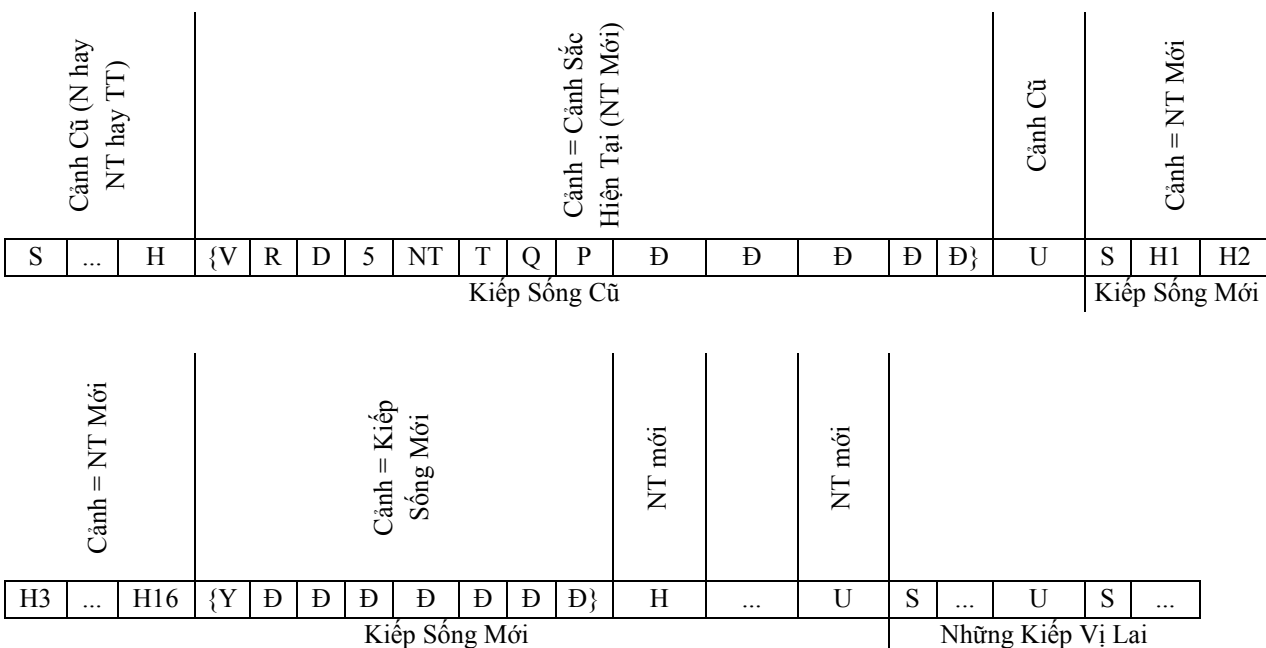 Cảnh Cũ (N hay
NT hay TT)
Cảnh = Cảnh Sắc
Hiện Tại (NT Mới)
Cảnh Cũ
Cảnh = NT Mới
S ... H {V R D 5 NT T Q P Đ Đ Đ Đ Đ} U S H1 H2
Kiếp Sống Cũ Kiếp Sống Mới
Cảnh = NT Mới
Cảnh = Kiếp
Sống Mới
NT mới
NT mới
H3 ... H16 {Y Đ Đ Đ Đ Đ Đ Đ} H ... U S ... U S ...
Kiếp Sống Mới Những Kiếp Vị Lai